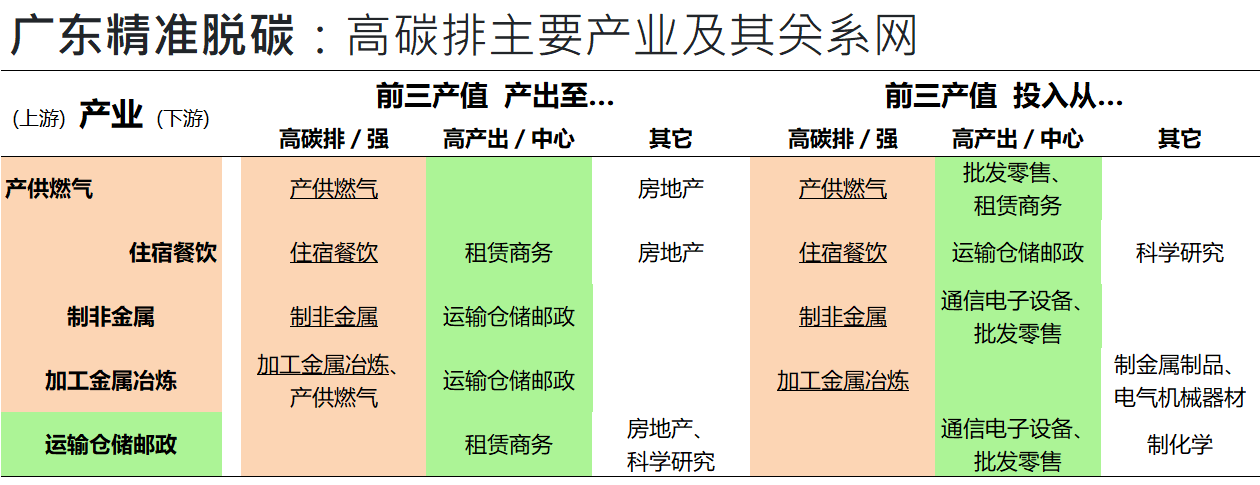 广东精准脱碳：高碳排主要产业及其关系网
(上游) 产业 (下游)
前三产值 产出至...
前三产值 投入从...
高碳排 / 强
高产出 / 中心
其它
高碳排 / 强
高产出 / 中心
其它
产供燃气
产供燃气
房地产
产供燃气
批发零售、
租赁商务
住宿餐饮
住宿餐饮
租赁商务
房地产
住宿餐饮
运输仓储邮政
科学研究
制非金属
制非金属
运输仓储邮政
制非金属
通信电子设备、
批发零售
加工金属冶炼
加工金属冶炼、
产供燃气
运输仓储邮政
加工金属冶炼
制金属制品、
电气机械器材
运输仓储邮政
租赁商务
房地产、
科学研究
通信电子设备、
批发零售
制化学